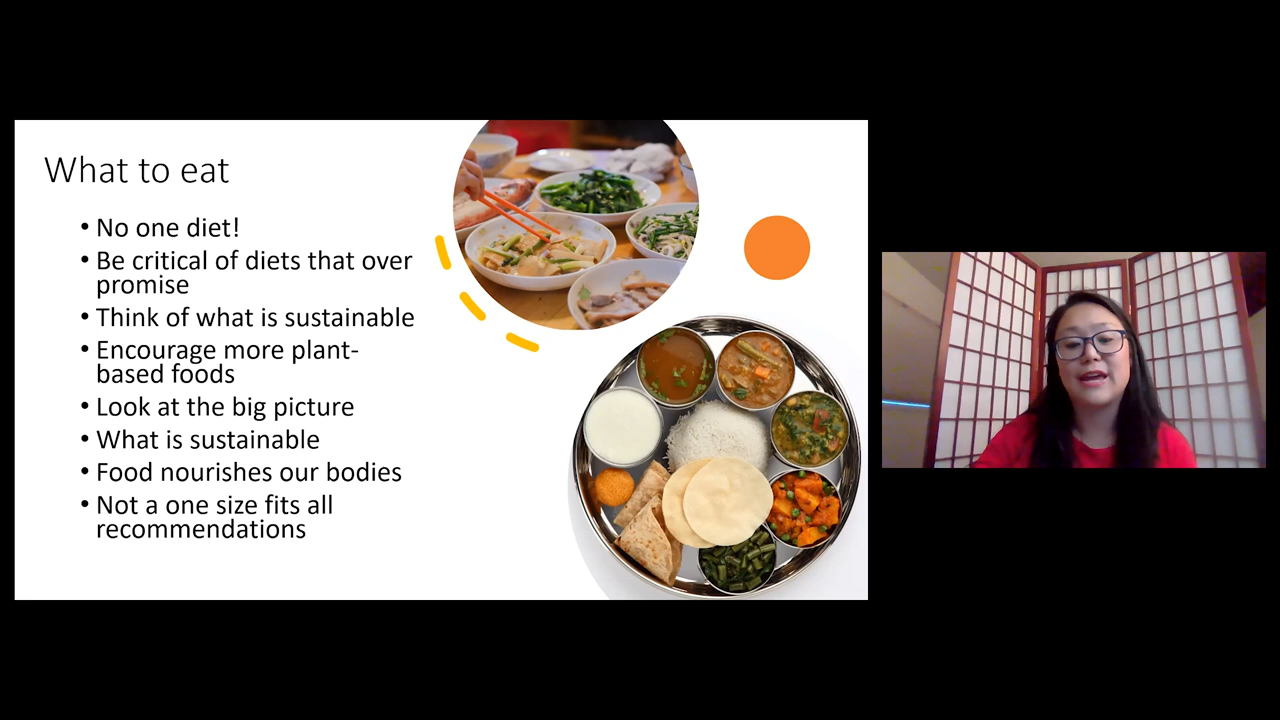 What to eat
• No one diet!
• Be critical of diets that over
promise
• Think of what is sustainable
• Encourage more plant-
based foods
• Look at the big picture
• What is sustainable
• Food nourishes our bodies
• Not a one size fits all
recommendations